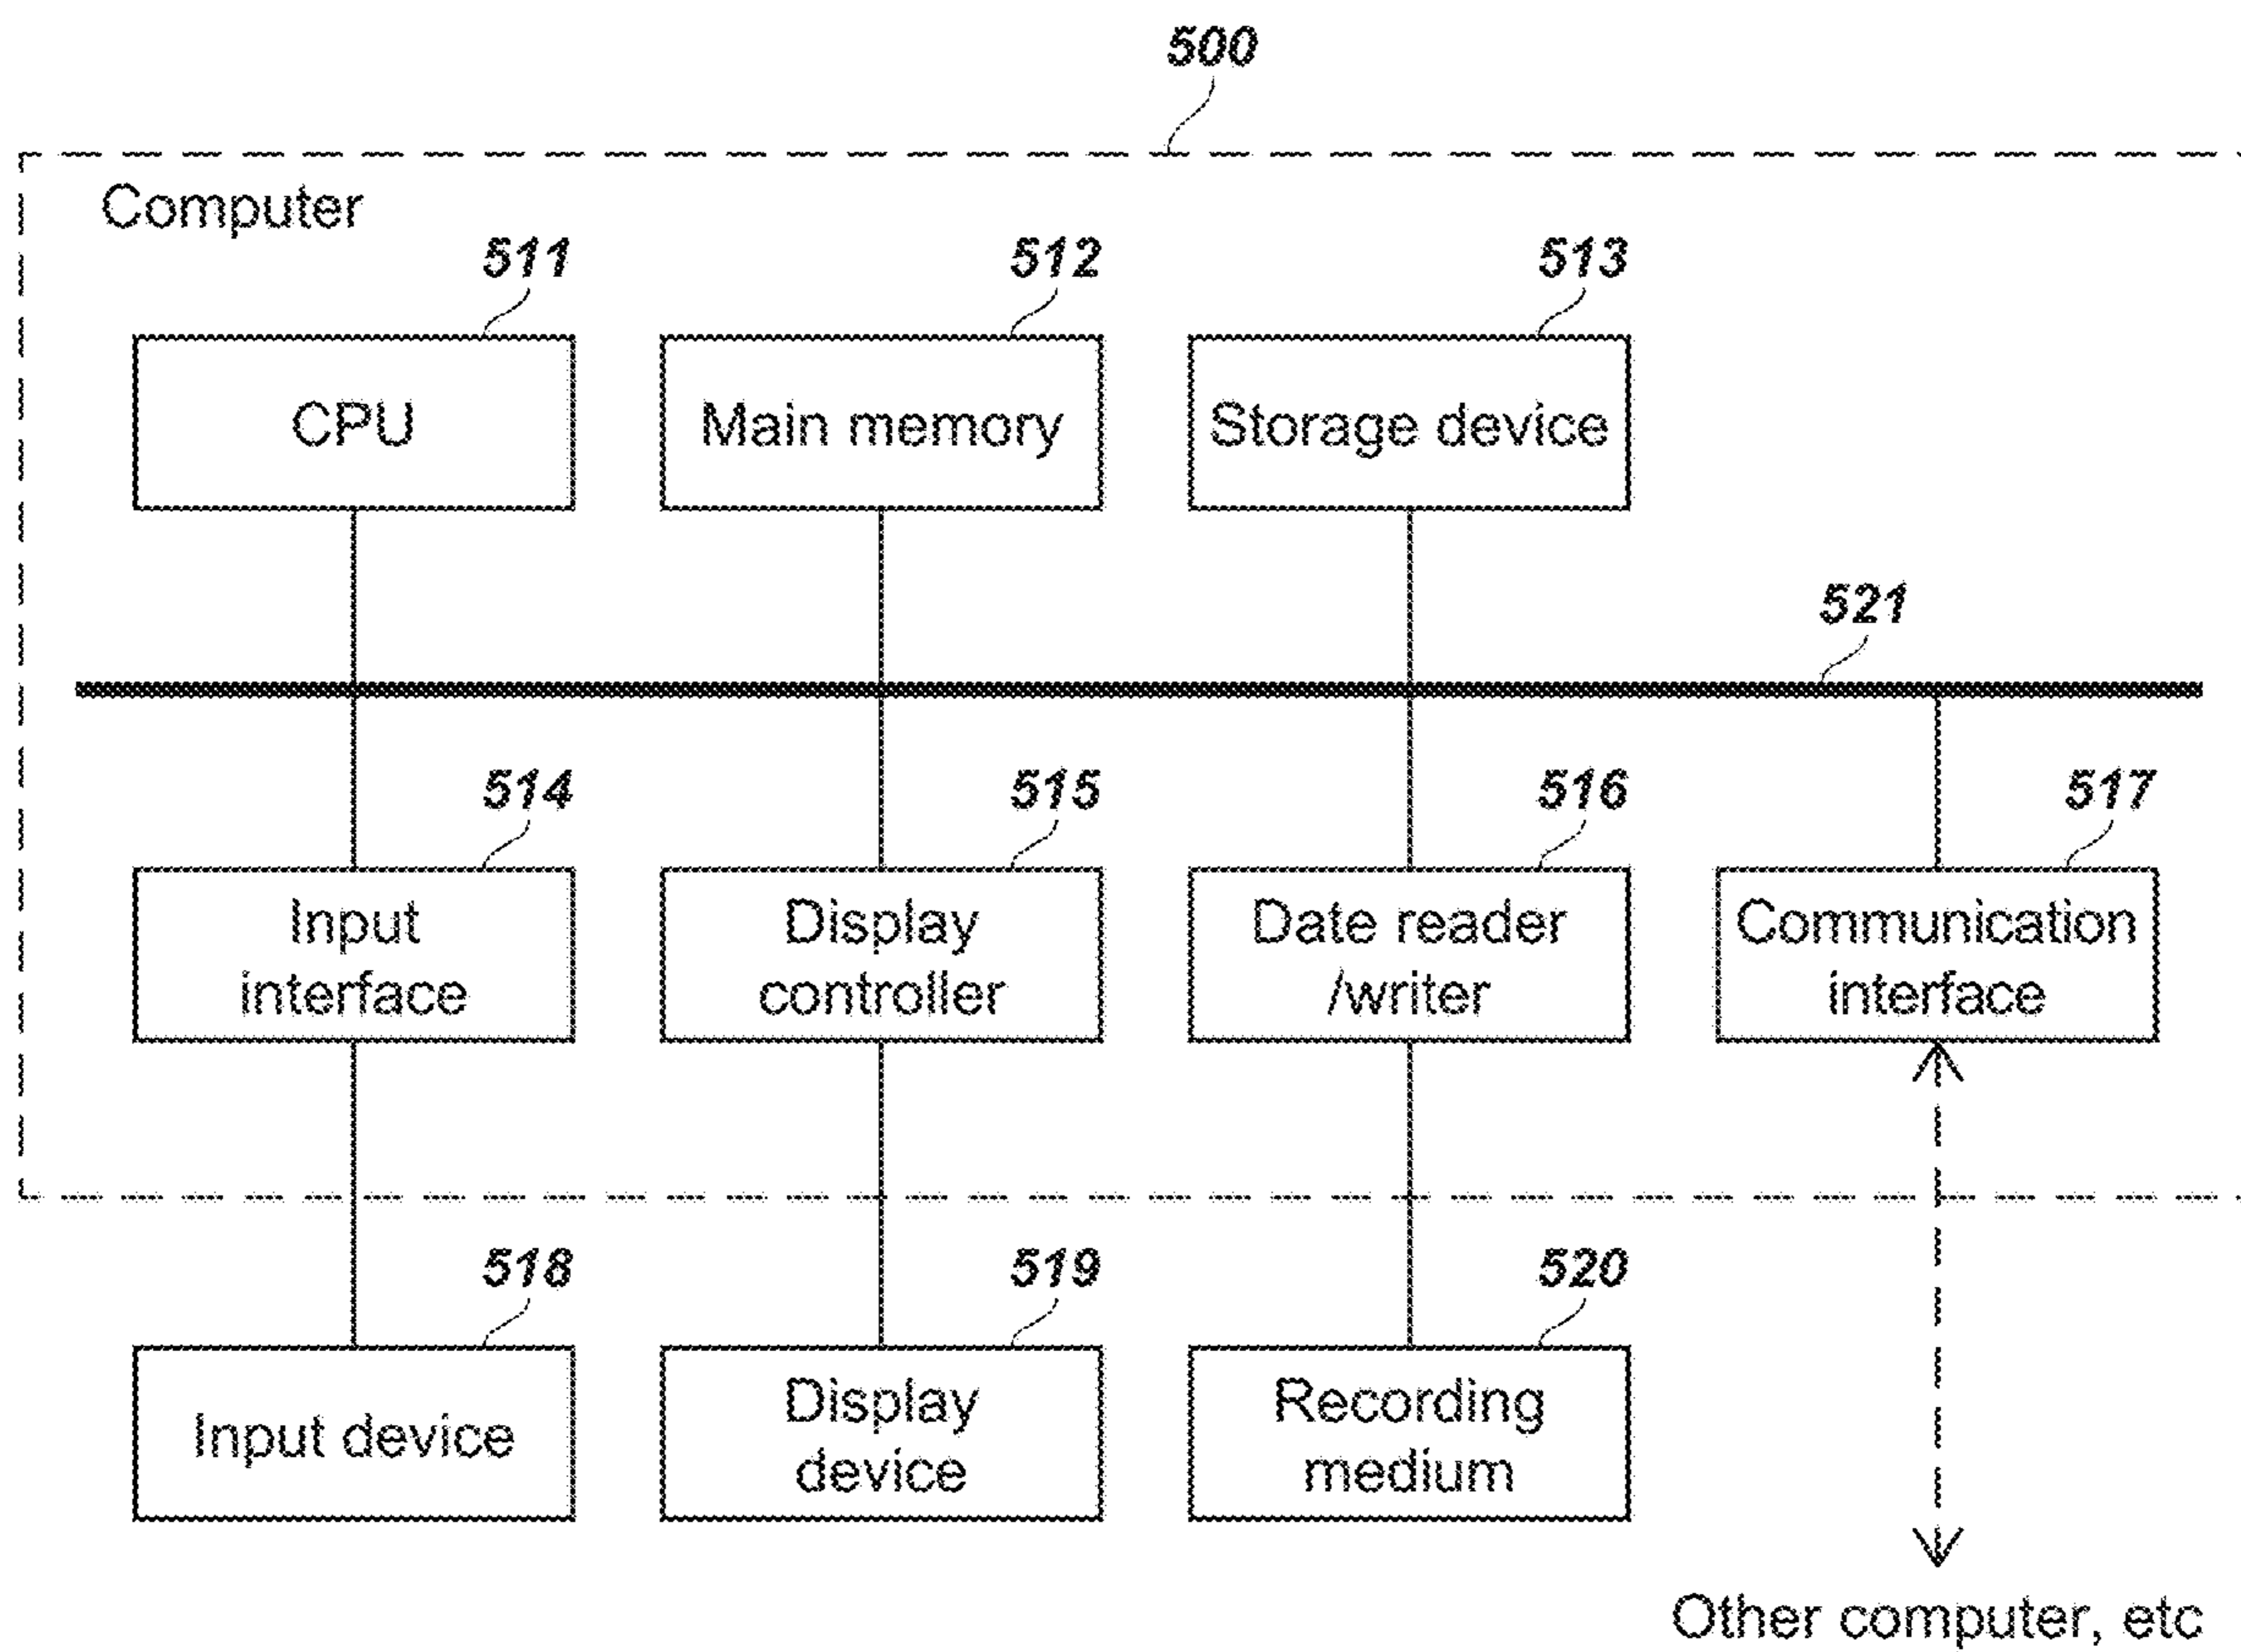 500
Computer
511
512
513
CPU
Main memory
Storage device
521
514
515
516
517
Input
interface
Display
controller
Date reader
/writer
Communication
interface
518
519
520
Input device
Display
device
Recording
medium
Other computer, etc